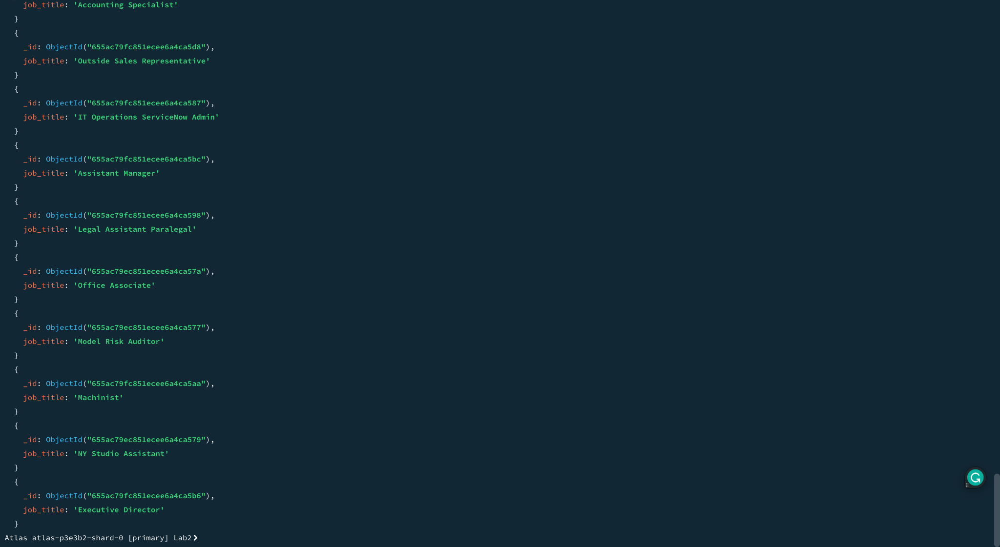 job_title: 'Accounting Specialist'
}
{
_id: ObjectId("655ac79fc851ecee6a4ca5d8"),
job_title: 'Outside Sales Representative'
}
{
_id: ObjectId("655ac79fc851ecee6a4ca587"),
job_title: 'IT Operations ServiceNow Admin'
}
{
_id: ObjectId("655ac79fc851ecee6a4ca5bc"),
job_title: 'Assistant Manager'
}
{
_id: ObjectId("655ac79fc851ecee6a4ca598"),
job_title: 'Legal Assistant Paralegal'
}
{
_id: ObjectId("655ac79ec851ecee6a4ca57a"),
job_title: 'Office Associate'
}
{
_id: ObjectId("655ac79ec851ecee6a4ca577"),
job_title: 'Model Risk Auditor'
}
{
_id: ObjectId("655ac79fc851ecee6a4ca5aa"),
job_title: 'Machinist'
}
{
_id: ObjectId("655ac79ec851ecee6a4ca579"),
job_title: 'NY Studio Assistant'
}
{
_id: ObjectId("655ac79fc851ecee6a4ca5b6"),
job_title: 'Executive Director'
}
Atlas atlas-p3e3b2-shard-0 [primary] Lab2❯